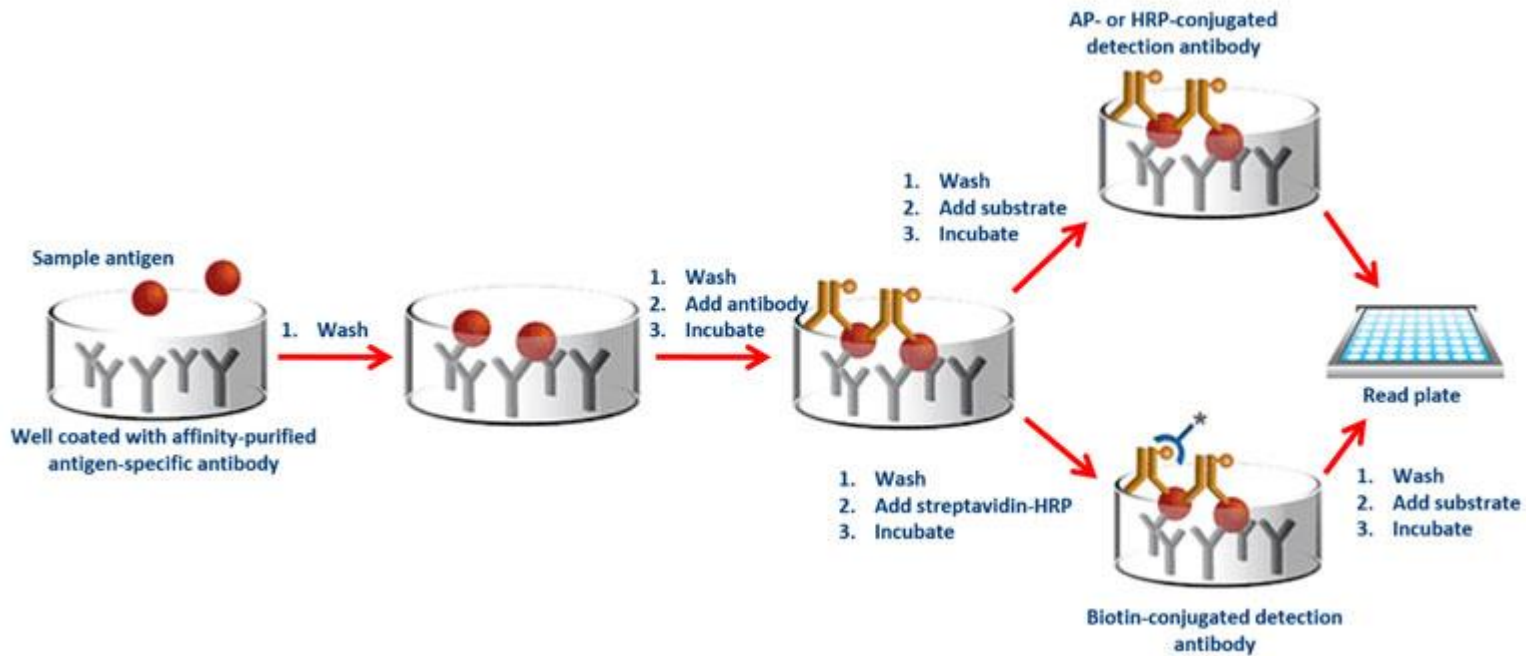 Sample antigen
Well coated with affinity-purified
antigen-specific antibody
1. Wash
1. Wash
2. Add antibody
3. Incubate
1. Wash
2. Add substrate
3. Incubate
AP- or HRP-conjugated
detection antibody
1. Wash
2. Add streptavidin-HRP
3. Incubate
*
Biotin-conjugated detection
antibody
1. Wash
2. Add substrate
3. Incubate
Read plate